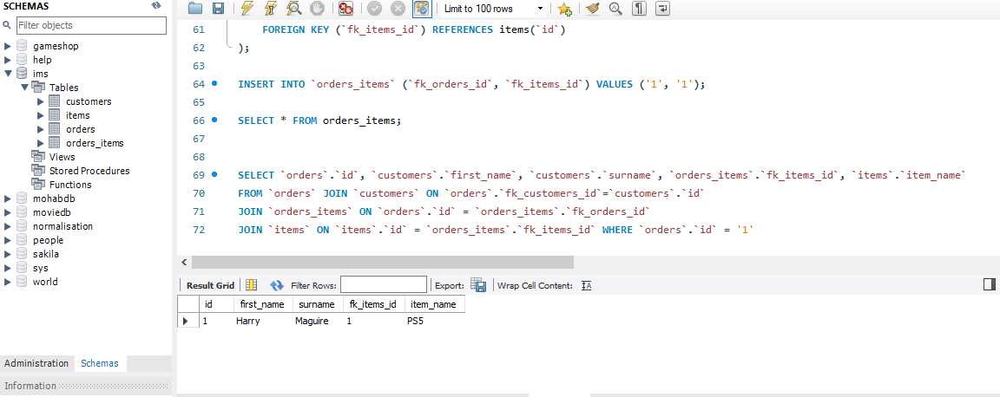 SCHEMAS
Filter objects
gameshop
help
ims
Tables
customers
items
orders
orders_items
Views
Stored Procedures
Functions
mohabdb
moviedb
normalisation
people
sakila
sys
world
Administration Schemas
Information
Limit to 100 rows
61 FOREIGN KEY (`fk_items_id`) REFERENCES items(`id`)
62 );
63
64 INSERT INTO `orders_items` (`fk_orders_id`, `fk_items_id`) VALUES ('1', '1');
65
66 SELECT * FROM orders_items;
67
68
69 SELECT `orders`.`id`, `customers`.`first_name`, `customers`.`surname`, `orders_items`.`fk_items_id`, `items`.`item_name`
70 FROM `orders` JOIN `customers` ON `orders`.`fk_customers_id`=`customers`.`id`
71 JOIN `orders_items` ON `orders`.`id` = `orders_items`.`fk_orders_id`
72 JOIN `items` ON `items`.`id` = `orders_items`.`fk_items_id` WHERE `orders`.`id` = '1'
Result Grid Filter Rows: Export: Wrap Cell Content:
id first_name surname fk_items_id item_name
1 Harry Maguire 1 PS5